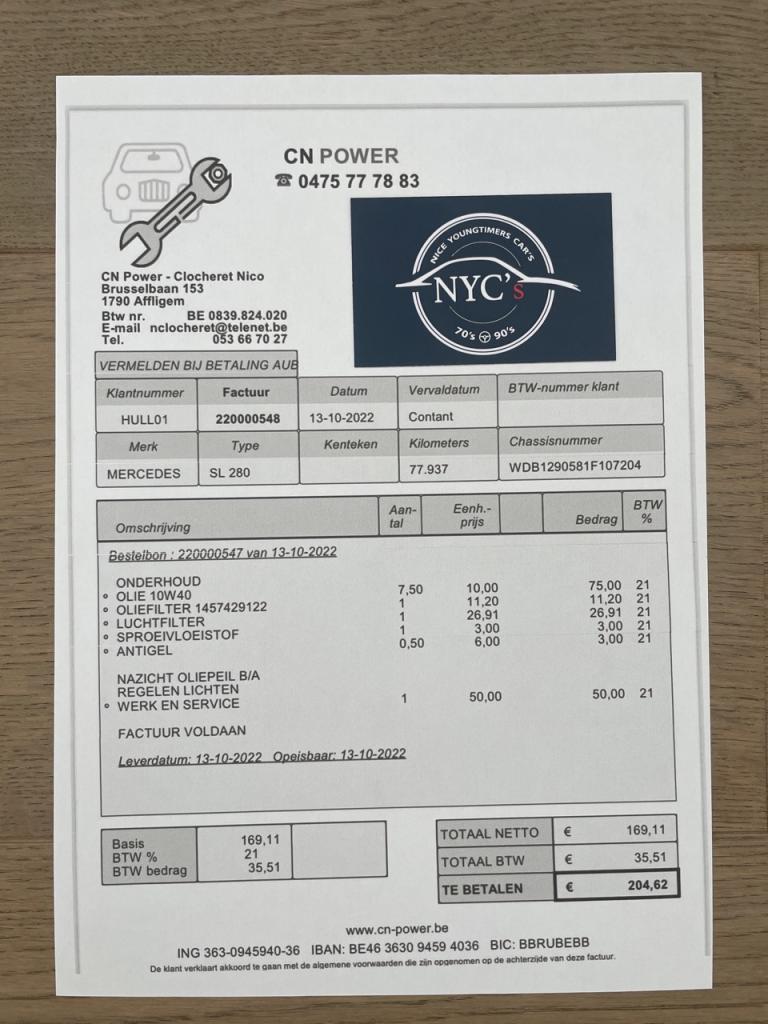 CN POWER
☎ 0475 77 78 83
NICE YOUNGTIMERS CAR'S
NYC's
70's 90's
CN Power - Clocheret Nico
Brusselbaan 153
1790 Affligem
Btw nr. BE 0839.824.020
E-mail nclocheret@telenet.be
Tel. 053 66 70 27
VERMELDEN BIJ BETALING AUB
Klantnummer Factuur Datum Vervaldatum BTW-nummer klant
HULL01 220000548 13-10-2022 Contant
Merk Type Kenteken Kilometers Chassisnummer
MERCEDES SL 280 77.937 WDB1290581F107204
Omschrijving Aan-tal Eenh.-prijs Bedrag BTW %
Bestelbon : 220000547 van 13-10-2022
ONDERHOUD
° OLIE 10W40 7,50 10,00 75,00 21
° OLIEFILTER 1457429122 1 11,20 11,20 21
° LUCHTFILTER 1 26,91 26,91 21
° SPROEIVLOEISTOF 1 3,00 3,00 21
° ANTIGEL 0,50 6,00 3,00 21
NAZICHT OLIEPEIL B/A
REGELEN LICHTEN
° WERK EN SERVICE 1 50,00 50,00 21
FACTUUR VOLDAAN
Leverdatum: 13-10-2022 Opeisbaar: 13-10-2022
Basis 169,11
BTW % 21
BTW bedrag 35,51
TOTAAL NETTO € 169,11
TOTAAL BTW € 35,51
TE BETALEN € 204,62
www.cn-power.be
ING 363-0945940-36 IBAN: BE46 3630 9459 4036 BIC: BBRUBEBB
De klant verklaart akkoord te gaan met de algemene voorwaarden die zijn opgenomen op de achterzijde van deze factuur.